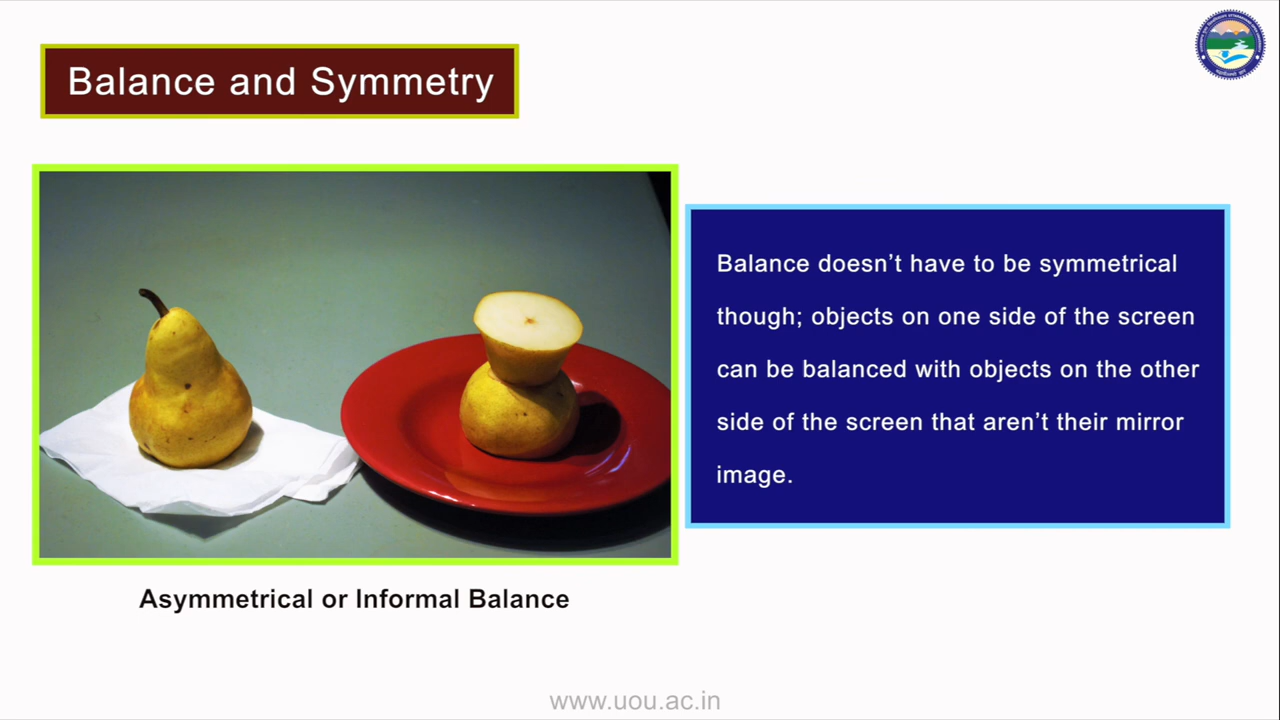 Balance and Symmetry
Balance doesn’t have to be symmetrical
though; objects on one side of the screen
can be balanced with objects on the other
side of the screen that aren’t their mirror
image.
Asymmetrical or Informal Balance
www.uou.ac.in